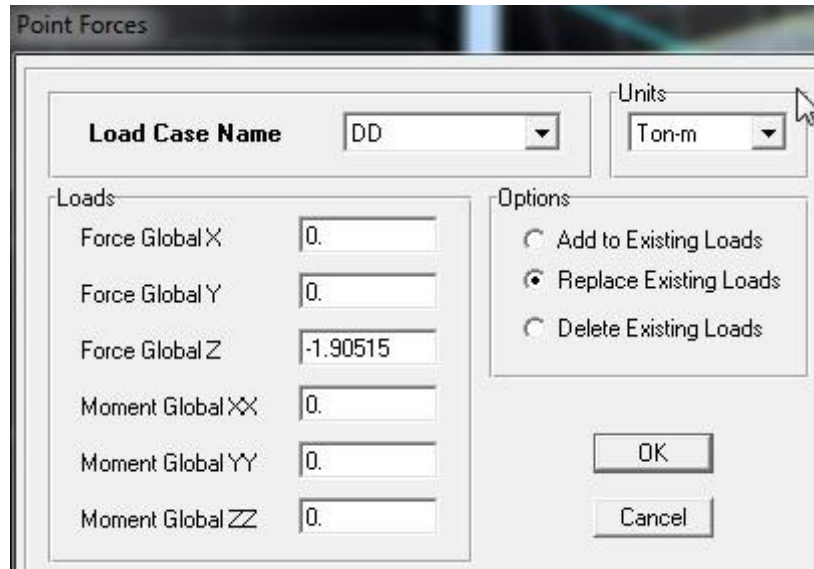 Point Forces
Load Case Name
DD
Units
Ton-m
Loads
Force Global X
0.
Force Global Y
0.
Force Global Z
-1.90515
Moment Global XX
0.
Moment Global YY
0.
Moment Global ZZ
0.
Options
Add to Existing Loads
Replace Existing Loads
Delete Existing Loads
OK
Cancel